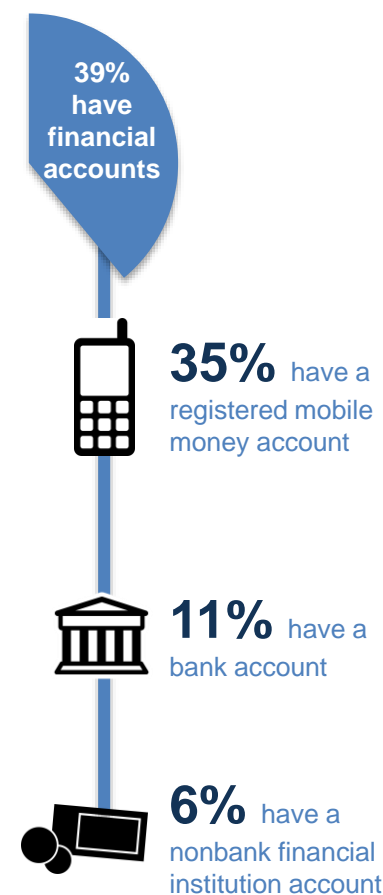 39%
have
financial
accounts
35% have a
registered mobile
money account
11% have a
bank account
6% have a
nonbank financial
institution account